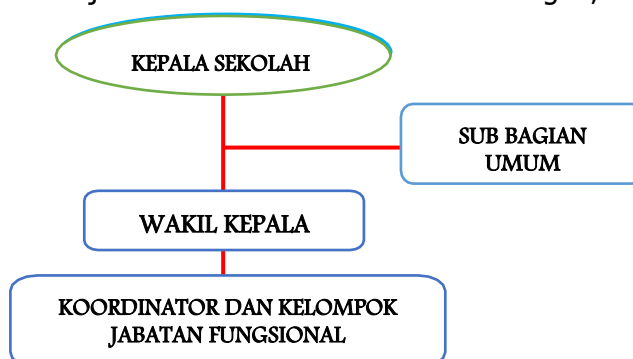 KEPALA SEKOLAH
SUB BAGIAN
UMUM
WAKIL KEPALA
KOORDINATOR DAN KELOMPOK
JABATAN FUNGSIONAL